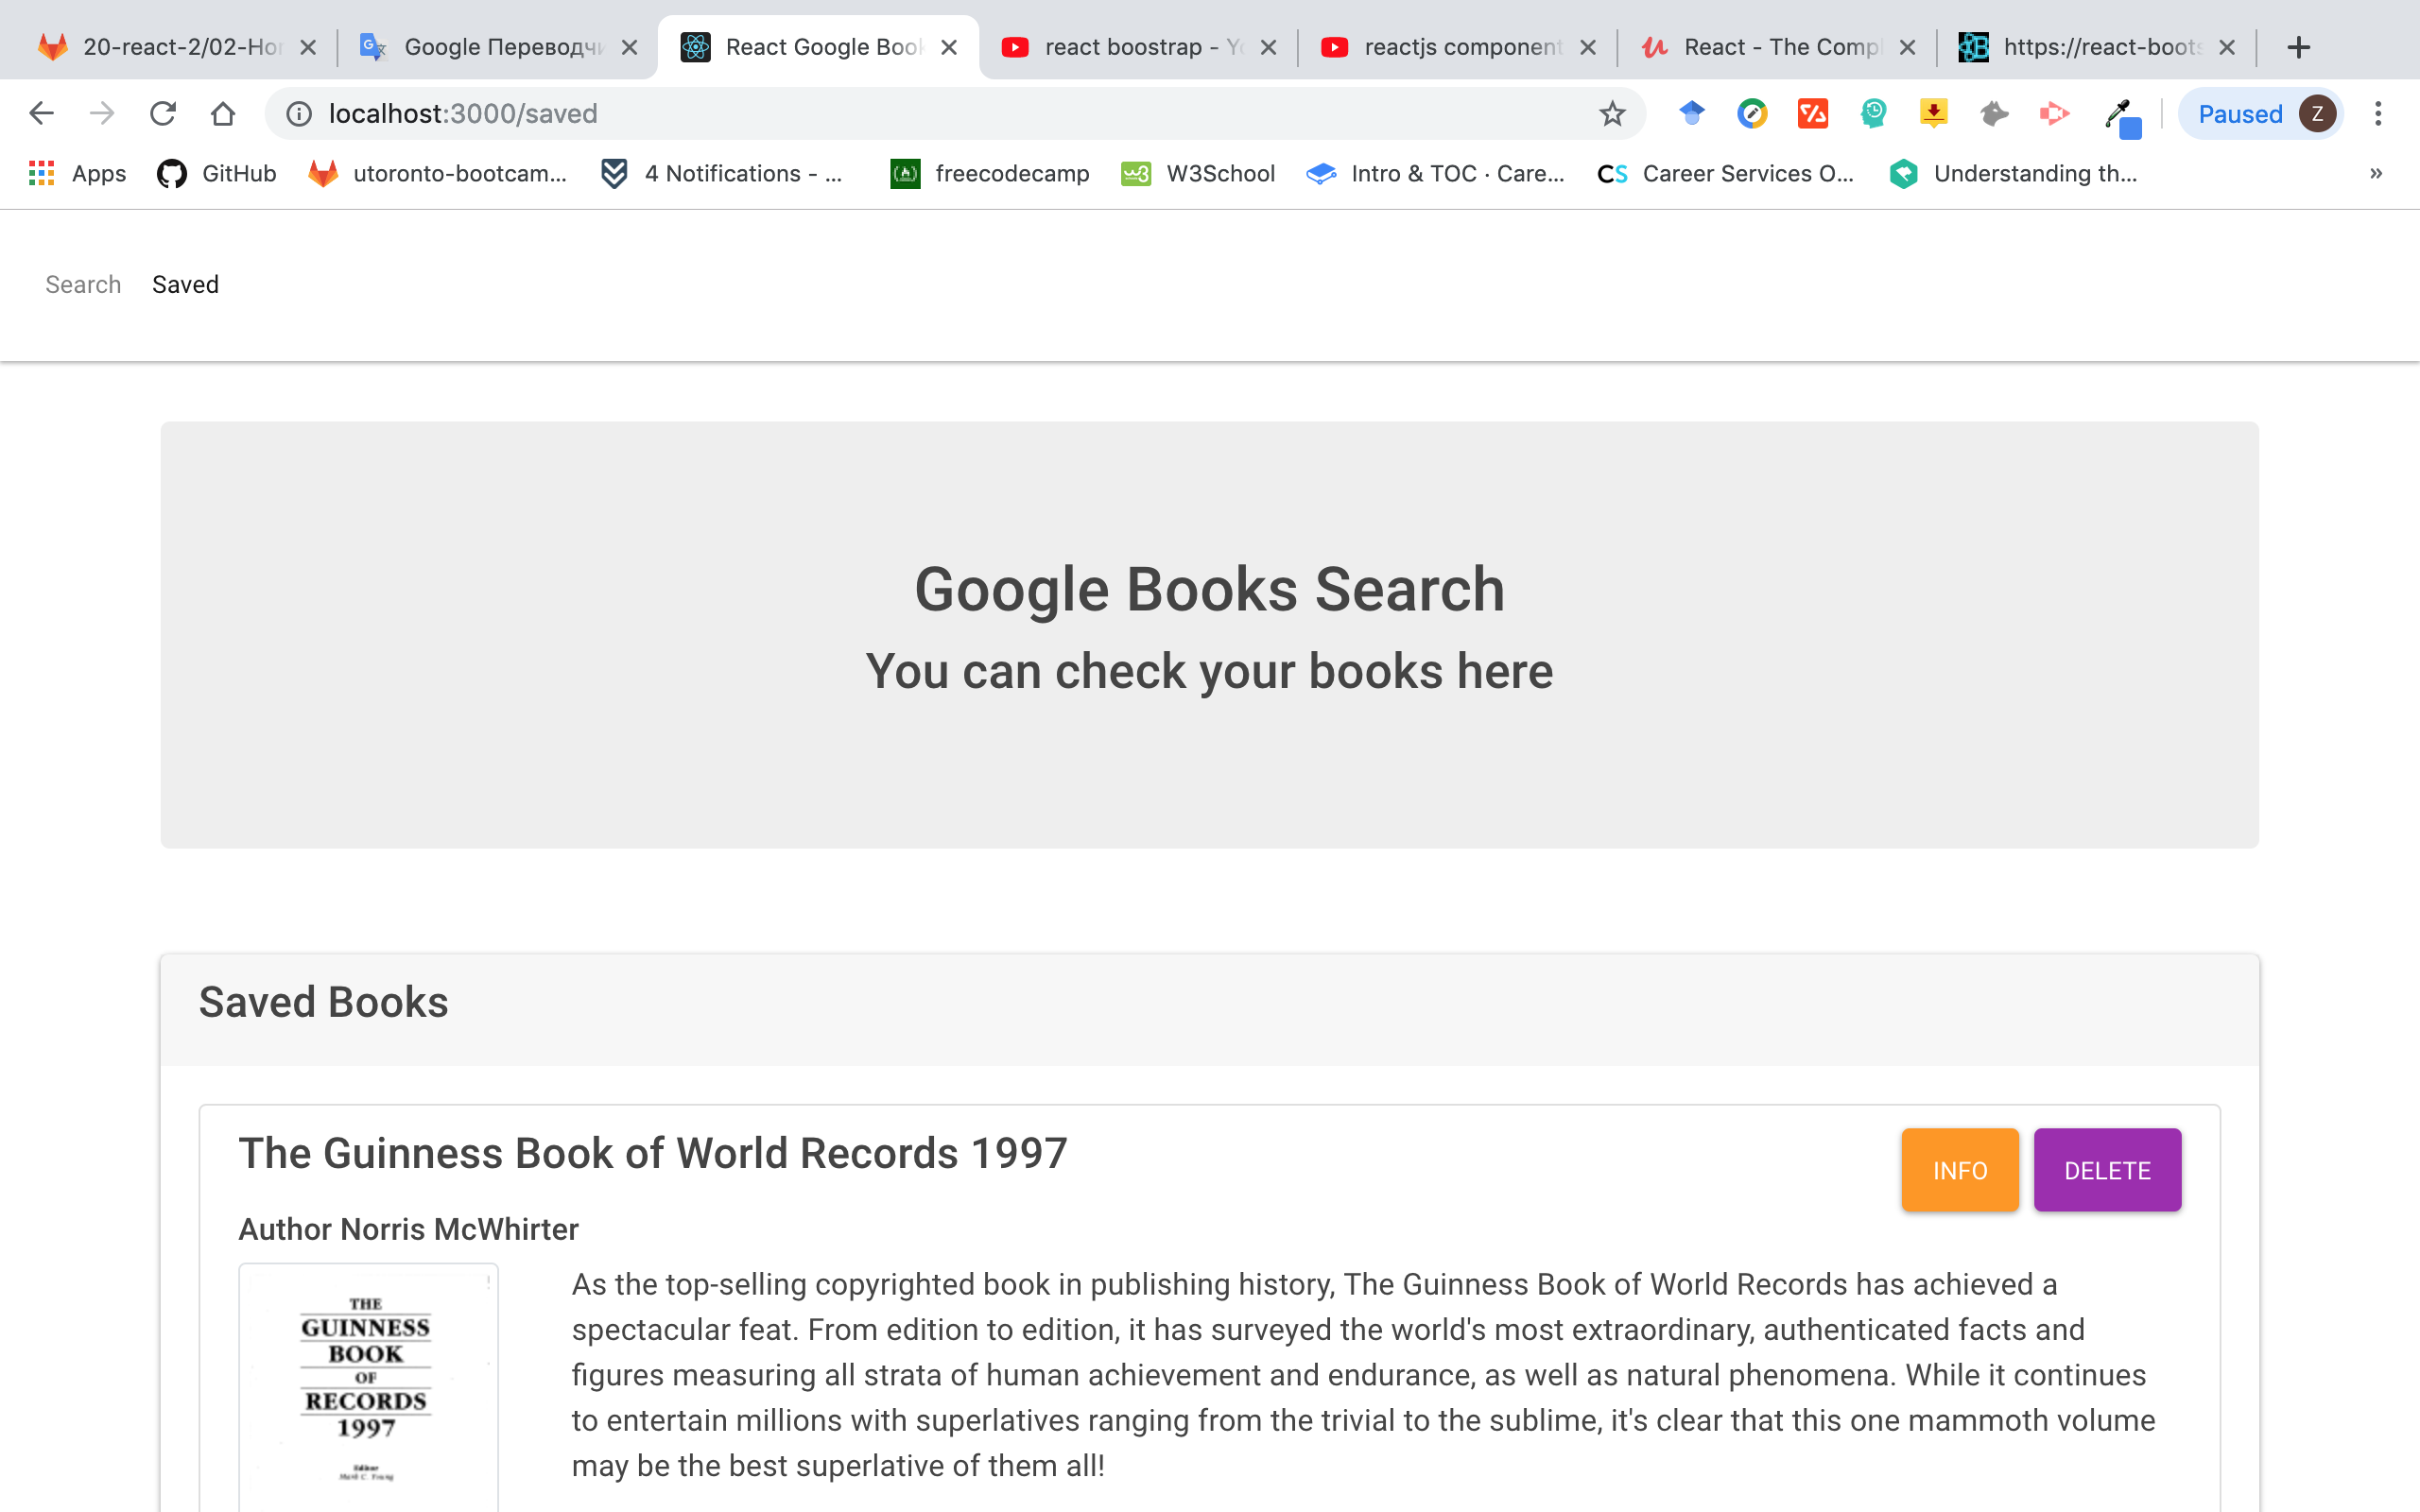 20-react-2/02-Hor
Google Переводчи
React Google Book
react boostrap - Yo
reactjs component
React - The Compl
https://react-boots
localhost:3000/saved
Paused Z
Apps
GitHub
utoronto-bootcam...
4 Notifications - ...
freecodecamp
W3School
Intro & TOC · Care...
CS Career Services O...
Understanding th...
»
Search Saved
Google Books Search
You can check your books here
Saved Books
The Guinness Book of World Records 1997
INFO DELETE
Author Norris McWhirter
THE
GUINNESS
BOOK
OF
RECORDS
1997
Editor
Mark C. Young
As the top-selling copyrighted book in publishing history, The Guinness Book of World Records has achieved a
spectacular feat. From edition to edition, it has surveyed the world's most extraordinary, authenticated facts and
figures measuring all strata of human achievement and endurance, as well as natural phenomena. While it continues
to entertain millions with superlatives ranging from the trivial to the sublime, it's clear that this one mammoth volume
may be the best superlative of them all!